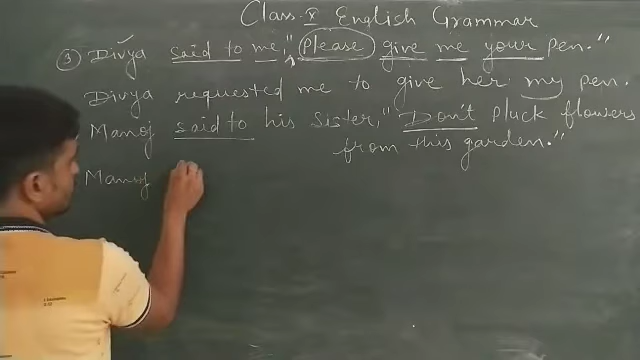 Class - X English Grammar
③ Divya said to me, "Please give me your pen."
Divya requested me to give her my pen.
Manoj said to his sister, "Don't pluck flowers
from this garden."
Manoj